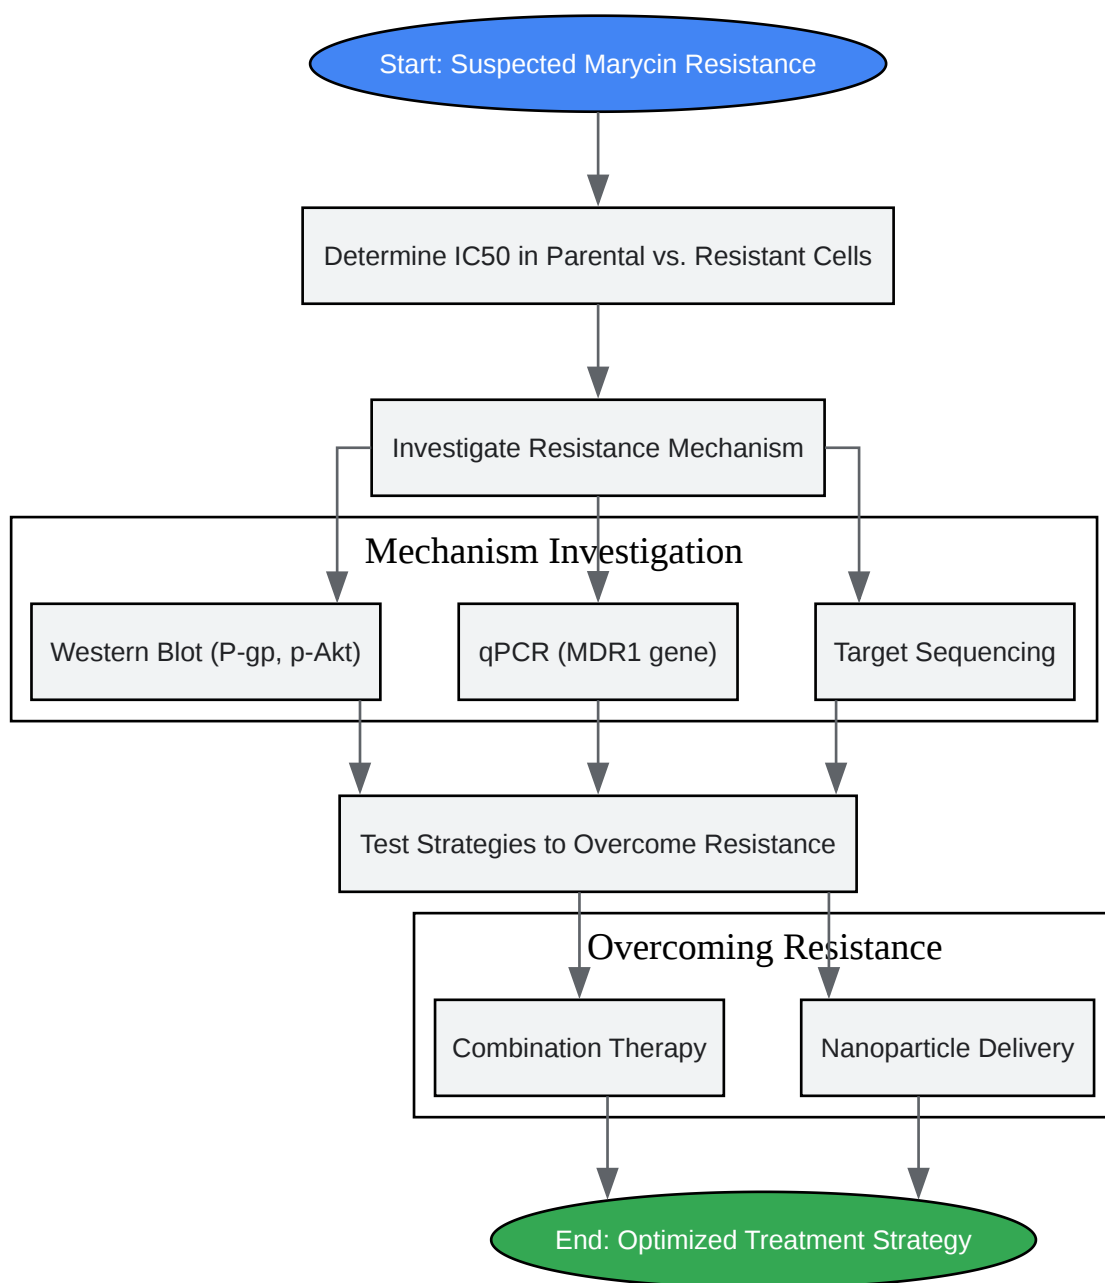 Start: Suspected Marycin Resistance
Determine IC50 in Parental vs. Resistant Cells
Investigate Resistance Mechanism
Mechanism Investigation
Western Blot (P-gp, p-Akt)
qPCR (MDR1 gene)
Target Sequencing
Test Strategies to Overcome Resistance
Overcoming Resistance
Combination Therapy
Nanoparticle Delivery
End: Optimized Treatment Strategy